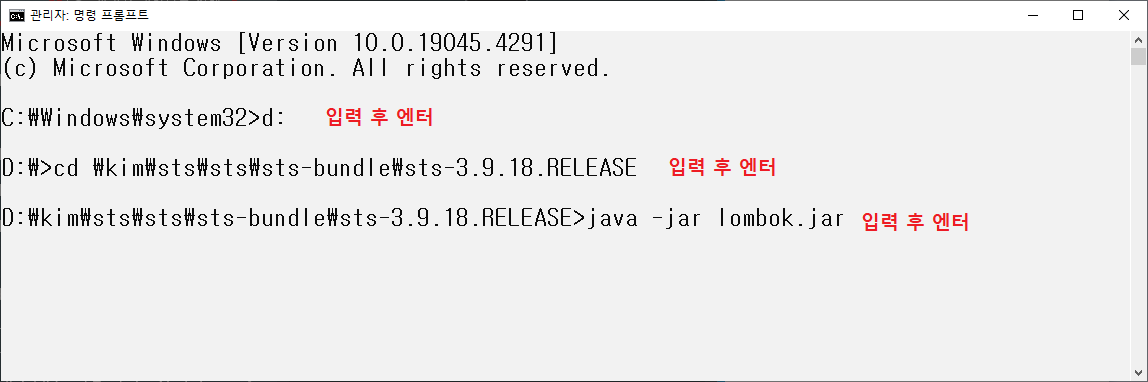 관리자: 명령 프롬프트
Microsoft Windows [Version 10.0.19045.4291]
(c) Microsoft Corporation. All rights reserved.
C:₩Windows₩system32>d: 입력 후 엔터
D:₩>cd ₩kim₩sts₩sts₩sts-bundle₩sts-3.9.18.RELEASE 입력 후 엔터
D:₩kim₩sts₩sts₩sts-bundle₩sts-3.9.18.RELEASE>java -jar lombok.jar 입력 후 엔터